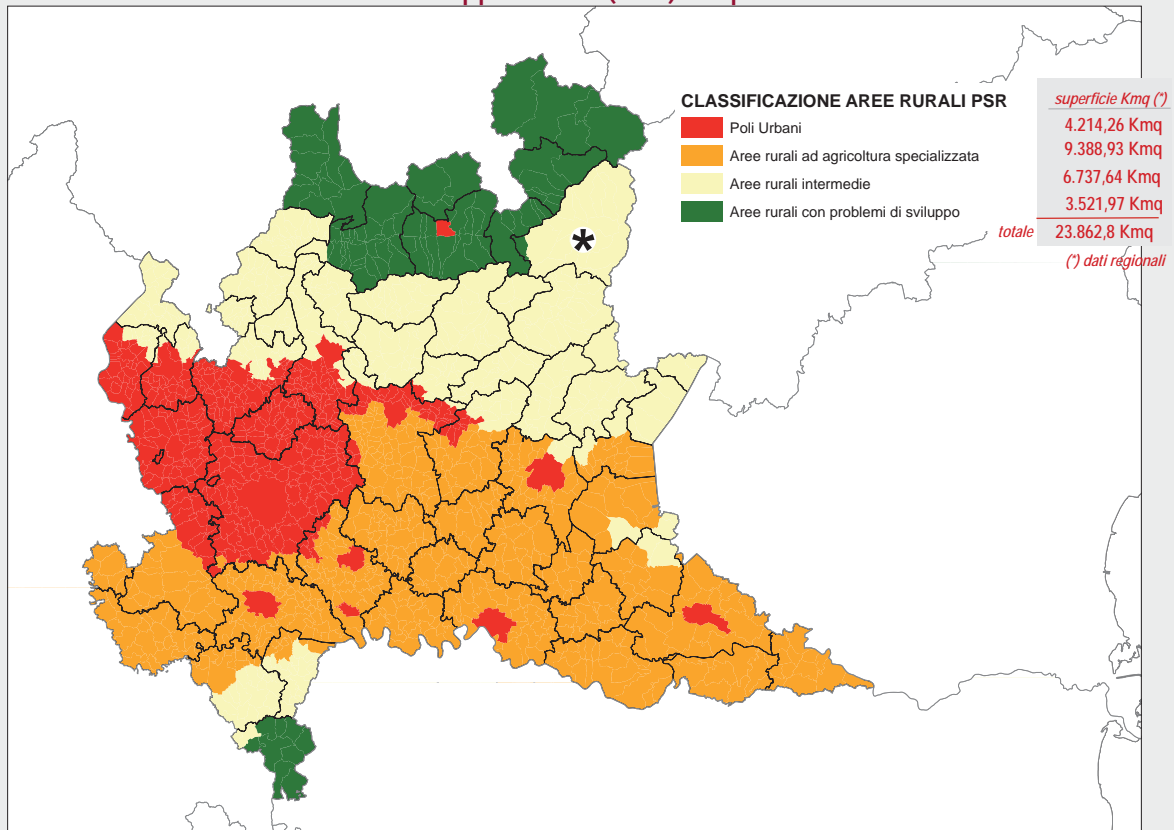 CLASSIFICAZIONE AREE RURALI PSR
Poli Urbani
Aree rurali ad agricoltura specializzata
Aree rurali intermedie
Aree rurali con problemi di sviluppo
superficie Kmq (*)
4.214,26 Kmq
9.388,93 Kmq
6.737,64 Kmq
3.521,97 Kmq
totale 23.862,8 Kmq
(*) dati regionali
*